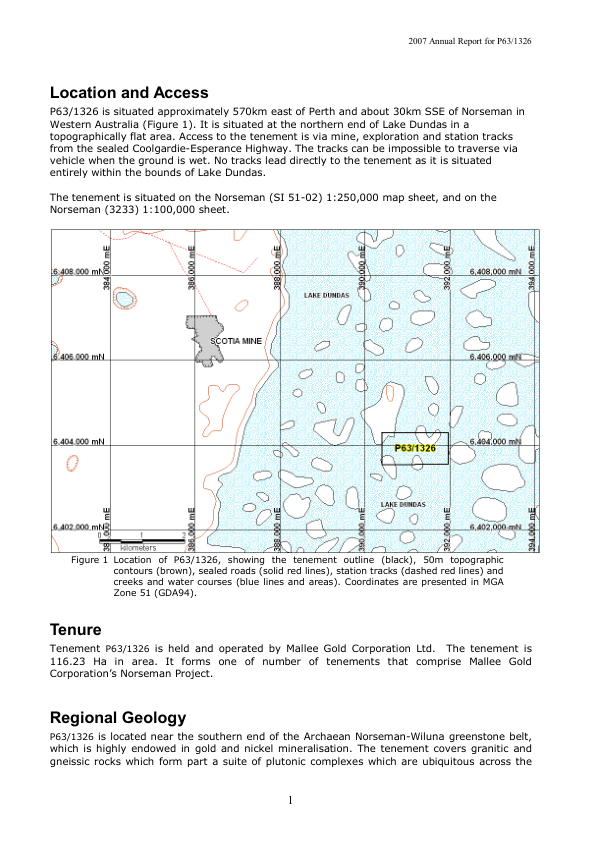 2007 Annual Report for P63/1326
Location and Access
P63/1326 is situated approximately 570km east of Perth and about 30km SSE of Norseman in
Western Australia (Figure 1). It is situated at the northern end of Lake Dundas in a
topographically flat area. Access to the tenement is via mine, exploration and station tracks
from the sealed Coolgardie-Esperance Highway. The tracks can be impossible to traverse via
vehicle when the ground is wet. No tracks lead directly to the tenement as it is situated
entirely within the bounds of Lake Dundas.
The tenement is situated on the Norseman (SI 51-02) 1:250,000 map sheet, and on the
Norseman (3233) 1:100,000 sheet.
384,000 mE
386,000 mE
388,000 mE
390,000 mE
392,000 mE
394,000 mE
6,408,000 mN
6,408,000 mN
LAKE DUNDAS
SCOTIA MINE
6,406,000 mN
6,406,000 mN
6,404,000 mN
6,404,000 mN
P63/1326
LAKE DUNDAS
6,402,000 mN
6,402,000 mN
386,000 mE
388,000 mE
390,000 mE
392,000 mE
394,000 mE
0 1
kilometers
Figure 1 Location of P63/1326, showing the tenement outline (black), 50m topographic
contours (brown), sealed roads (solid red lines), station tracks (dashed red lines) and
creeks and water courses (blue lines and areas). Coordinates are presented in MGA
Zone 51 (GDA94).
Tenure
Tenement P63/1326 is held and operated by Mallee Gold Corporation Ltd. The tenement is
116.23 Ha in area. It forms one of number of tenements that comprise Mallee Gold
Corporation's Norseman Project.
Regional Geology
P63/1326 is located near the southern end of the Archaean Norseman-Wiluna greenstone belt,
which is highly endowed in gold and nickel mineralisation. The tenement covers granitic and
gneissic rocks which form part a suite of plutonic complexes which are ubiquitous across the
1